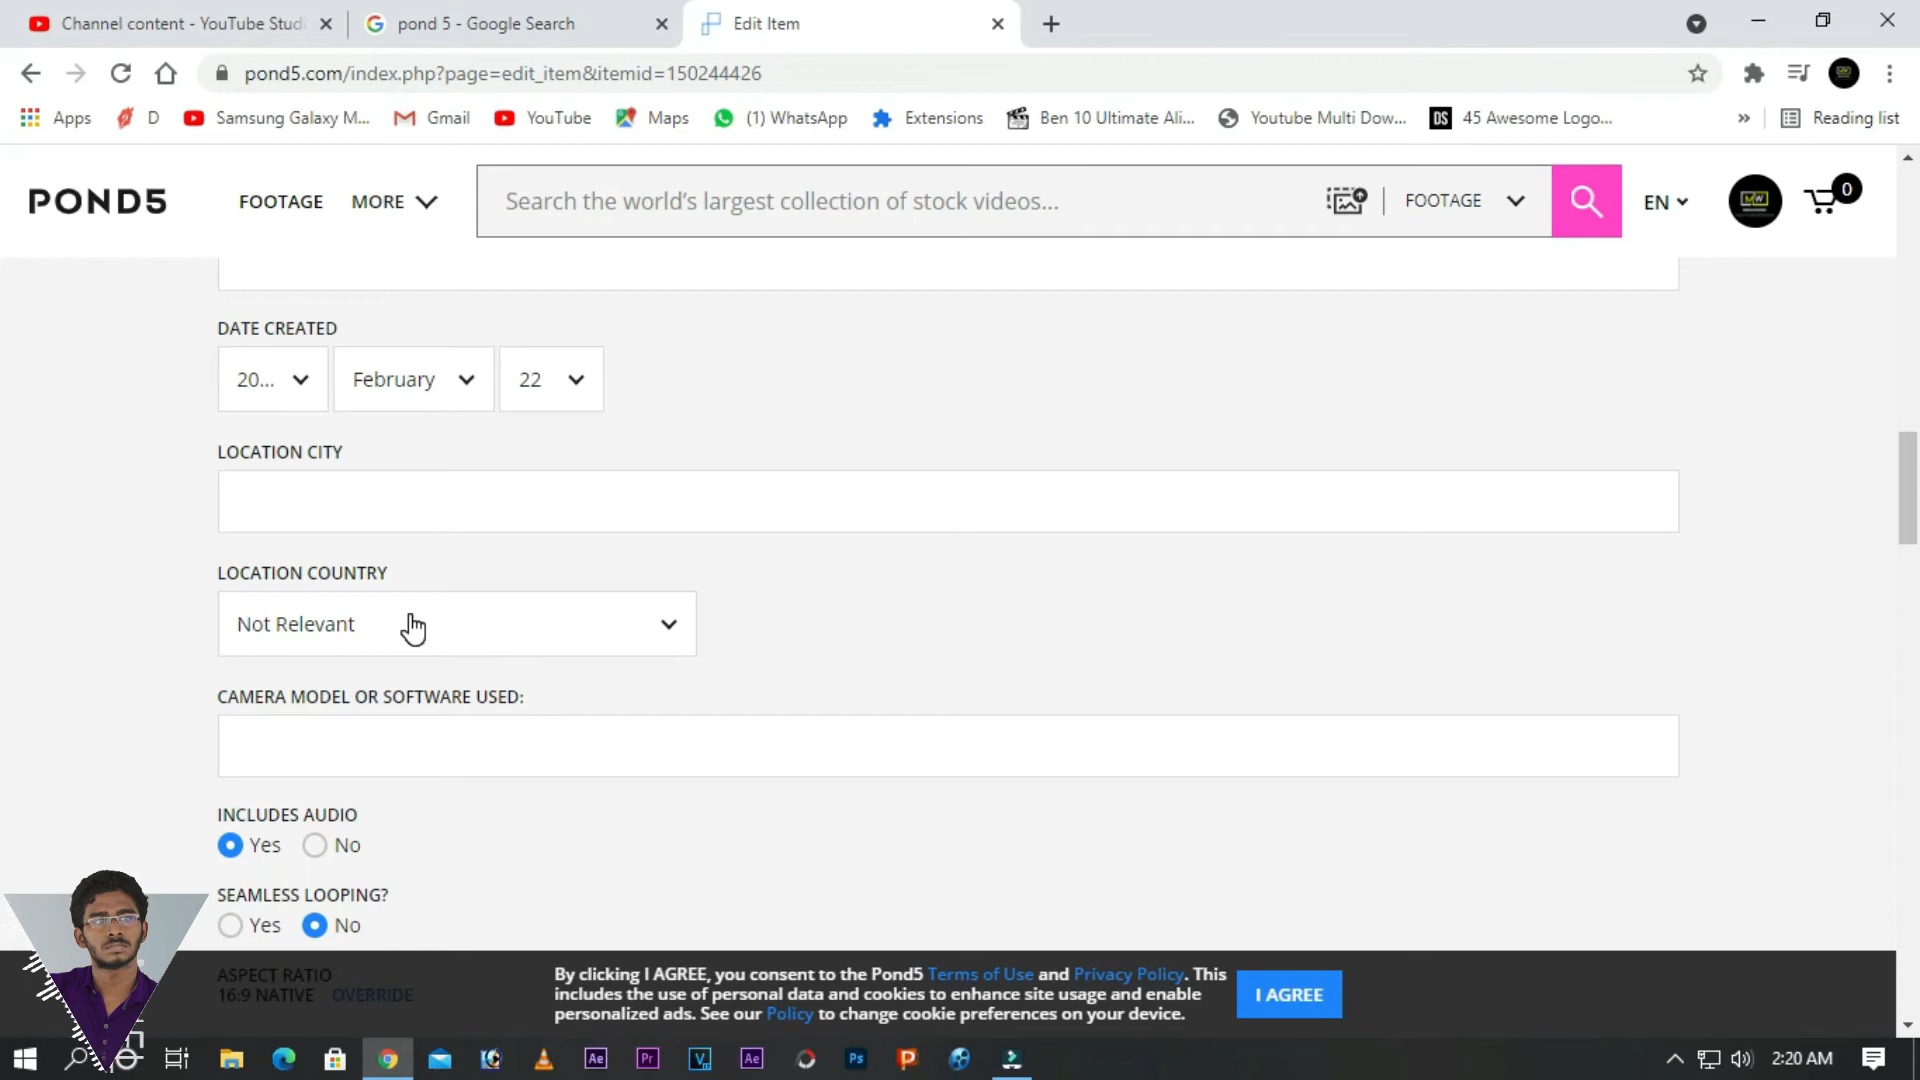 Channel content - YouTube Studi
pond 5 - Google Search
Edit Item
pond5.com/index.php?page=edit_item&itemid=150244426
Apps
D
Samsung Galaxy M...
Gmail
YouTube
Maps
(1) WhatsApp
Extensions
Ben 10 Ultimate Ali...
Youtube Multi Dow...
DS
45 Awesome Logo...
»
Reading list
POND5
FOOTAGE
MORE
Search the world's largest collection of stock videos...
FOOTAGE
EN
MW
0
DATE CREATED
20...
February
22
LOCATION CITY
LOCATION COUNTRY
Not Relevant
CAMERA MODEL OR SOFTWARE USED:
INCLUDES AUDIO
Yes
No
SEAMLESS LOOPING?
Yes
No
ASPECT RATIO
16:9 NATIVE OVERRIDE
By clicking I AGREE, you consent to the Pond5 Terms of Use and Privacy Policy. This
includes the use of personal data and cookies to enhance site usage and enable
personalized ads. See our Policy to change cookie preferences on your device.
I AGREE
Ae
Pr
V
Ae
Ps
2:20 AM